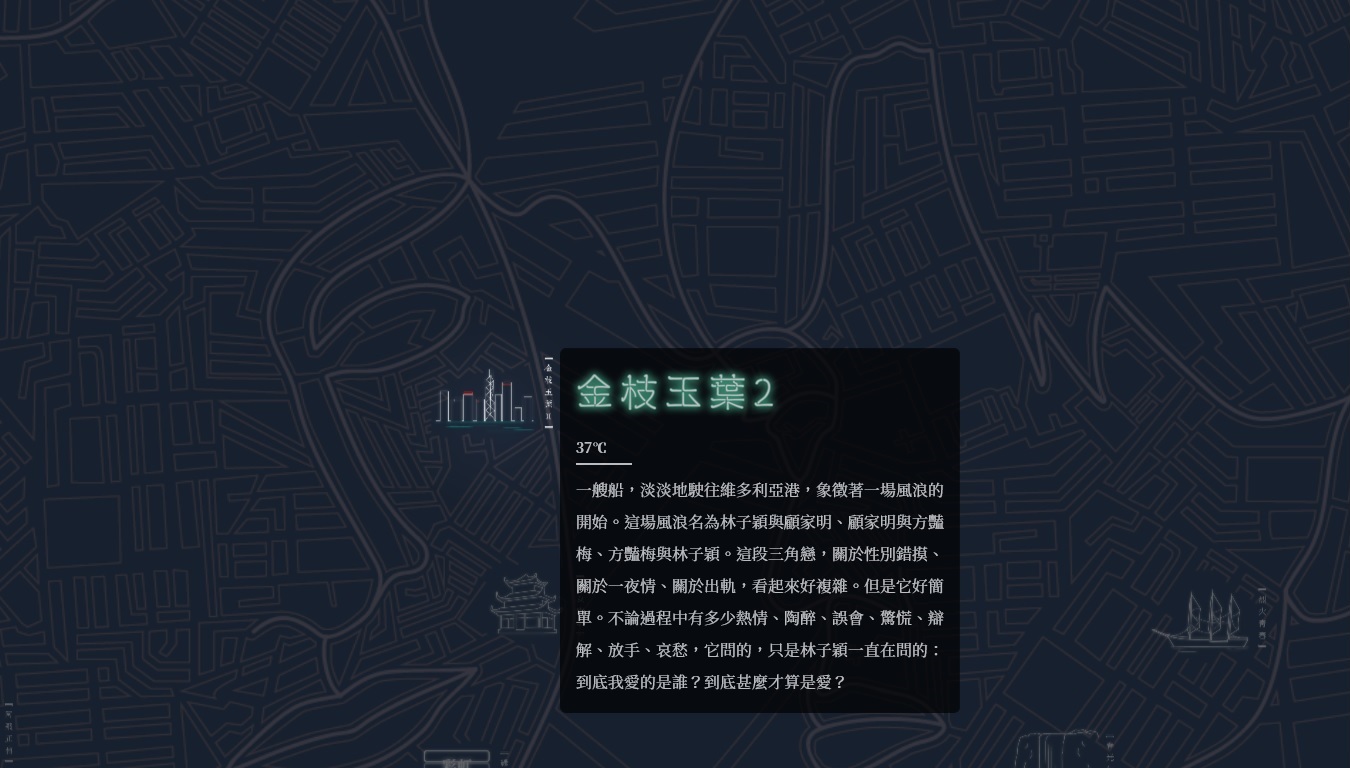 金枝玉葉2
37℃
一艘船，淡淡地駛往維多利亞港，象徵著一場風浪的
開始。這場風浪名為林子穎與顧家明、顧家明與方豔
梅、方豔梅與林子穎。這段三角戀，關於性別錯摸、
關於一夜情、關於出軌，看起來好複雜。但是它好簡
單。不論過程中有多少熱情、陶醉、誤會、驚慌、辯
解、放手、哀愁，它問的，只是林子穎一直在問的：
到底我愛的是誰？到底甚麼才算是愛？
金枝玉葉II